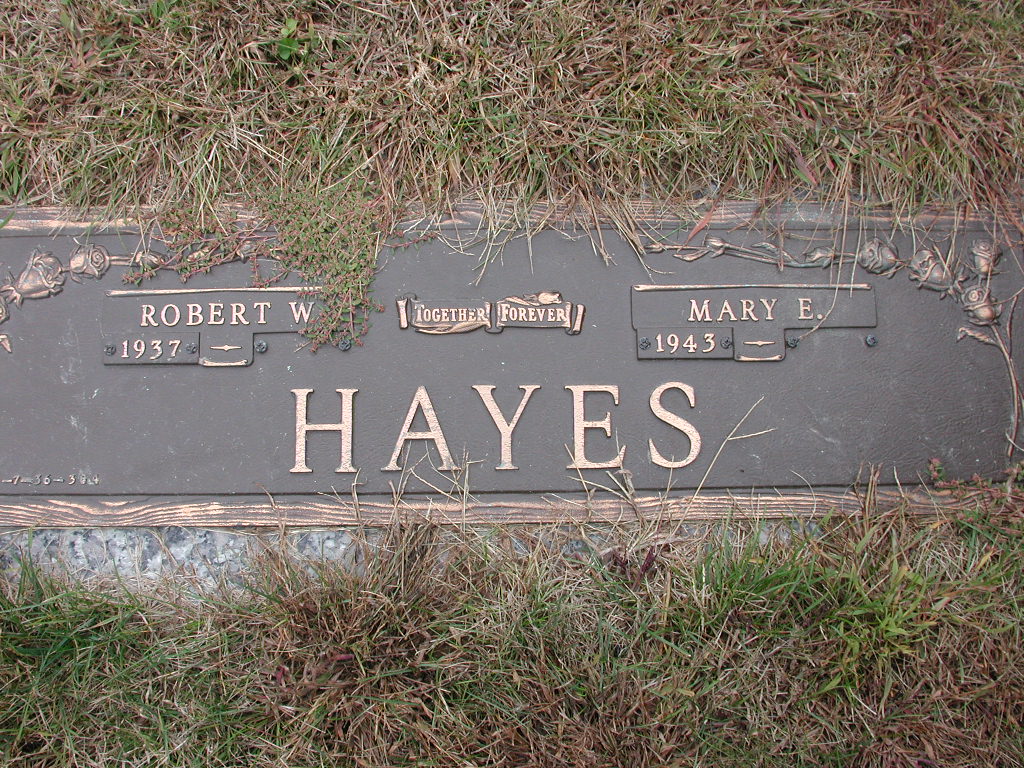 ROBERT W
1937 –
TOGETHER FOREVER
MARY E.
1943 –
HAYES